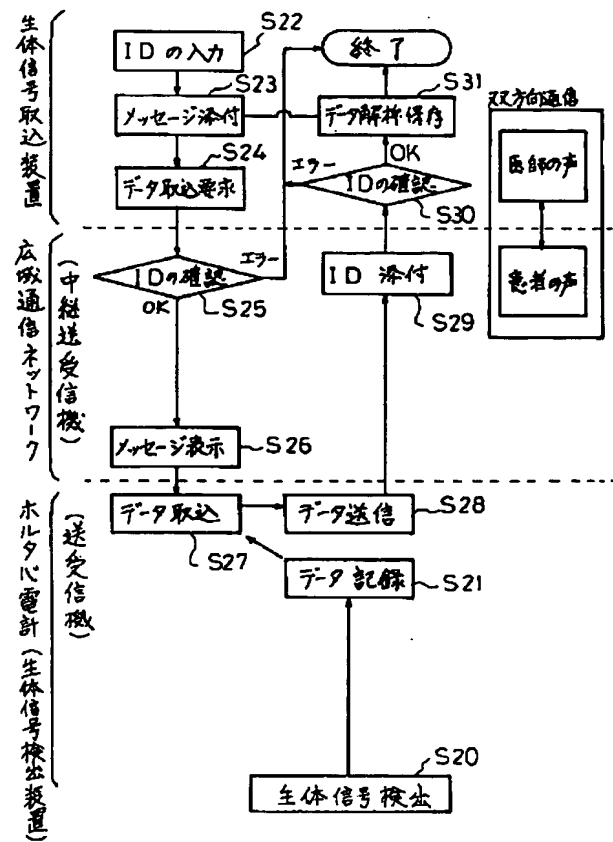 生体信号取込装置
IDの入力
S22
終了
S23
メッセージ添付
S31
データ解析保存
双方向通信
S24
データ取込要求
エラー
OK
IDの確認
S30
医師の声
広域通信ネットワーク
(中継送受信機)
IDの確認
エラー
S25
OK
ID 添付
S29
患者の声
メッセージ表示
S26
ホルタ心電計(生体信号検出装置)
(送受信機)
データ取込
S27
データ送信
S28
データ記録
S21
S20
生体信号検出